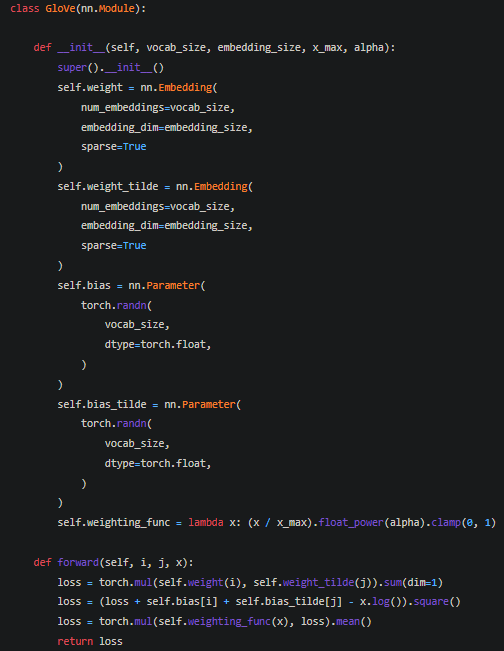 class GloVe(nn.Module):
    def __init__(self, vocab_size, embedding_size, x_max, alpha):
        super().__init__()
        self.weight = nn.Embedding(
            num_embeddings=vocab_size,
            embedding_dim=embedding_size,
            sparse=True
        )
        self.weight_tilde = nn.Embedding(
            num_embeddings=vocab_size,
            embedding_dim=embedding_size,
            sparse=True
        )
        self.bias = nn.Parameter(
            torch.randn(
                vocab_size,
                dtype=torch.float,
            )
        )
        self.bias_tilde = nn.Parameter(
            torch.randn(
                vocab_size,
                dtype=torch.float,
            )
        )
        self.weighting_func = lambda x: (x / x_max).float_power(alpha).clamp(0, 1)
    def forward(self, i, j, x):
        loss = torch.mul(self.weight(i), self.weight_tilde(j)).sum(dim=1)
        loss = (loss + self.bias[i] + self.bias_tilde[j] - x.log()).square()
        loss = torch.mul(self.weighting_func(x), loss).mean()
        return loss